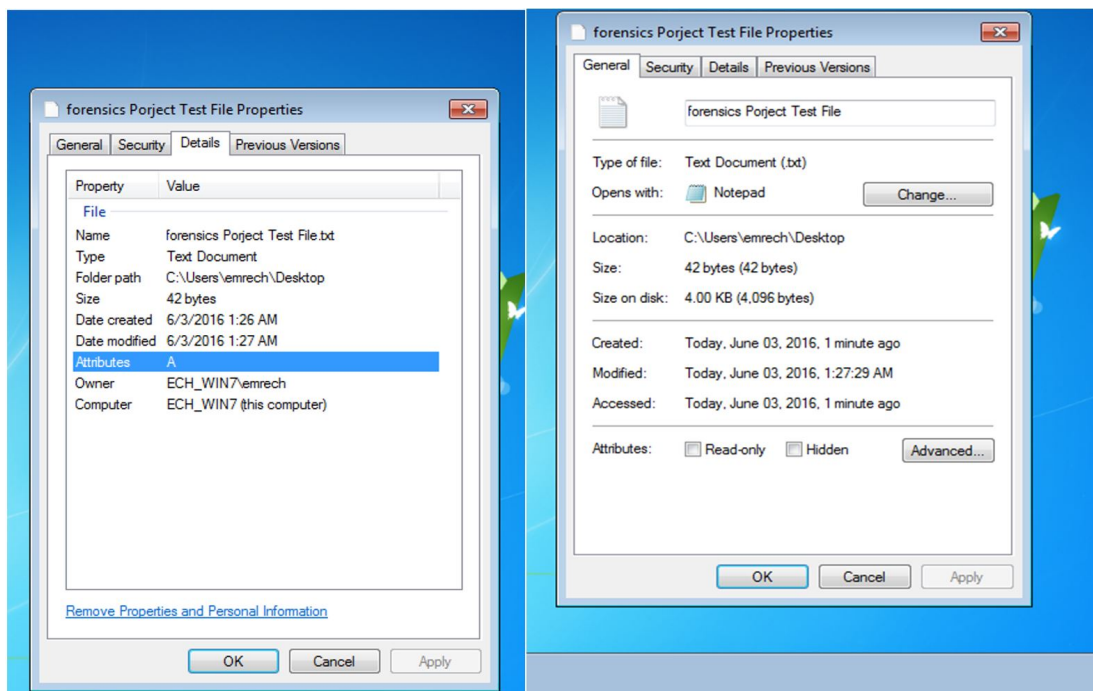 forensics Porject Test File Properties
General Security Details Previous Versions
Property Value
File
Name forensics Porject Test File.txt
Type Text Document
Folder path C:\Users\emrech\Desktop
Size 42 bytes
Date created 6/3/2016 1:26 AM
Date modified 6/3/2016 1:27 AM
Attributes A
Owner ECH_WIN7\emrech
Computer ECH_WIN7 (this computer)
Remove Properties and Personal Information
OK Cancel Apply
forensics Porject Test File Properties
General Security Details Previous Versions
forensics Porject Test File
Type of file: Text Document (.txt)
Opens with: Notepad Change...
Location: C:\Users\emrech\Desktop
Size: 42 bytes (42 bytes)
Size on disk: 4.00 KB (4,096 bytes)
Created: Today, June 03, 2016, 1 minute ago
Modified: Today, June 03, 2016, 1:27:29 AM
Accessed: Today, June 03, 2016, 1 minute ago
Attributes: Read-only Hidden Advanced...
OK Cancel Apply